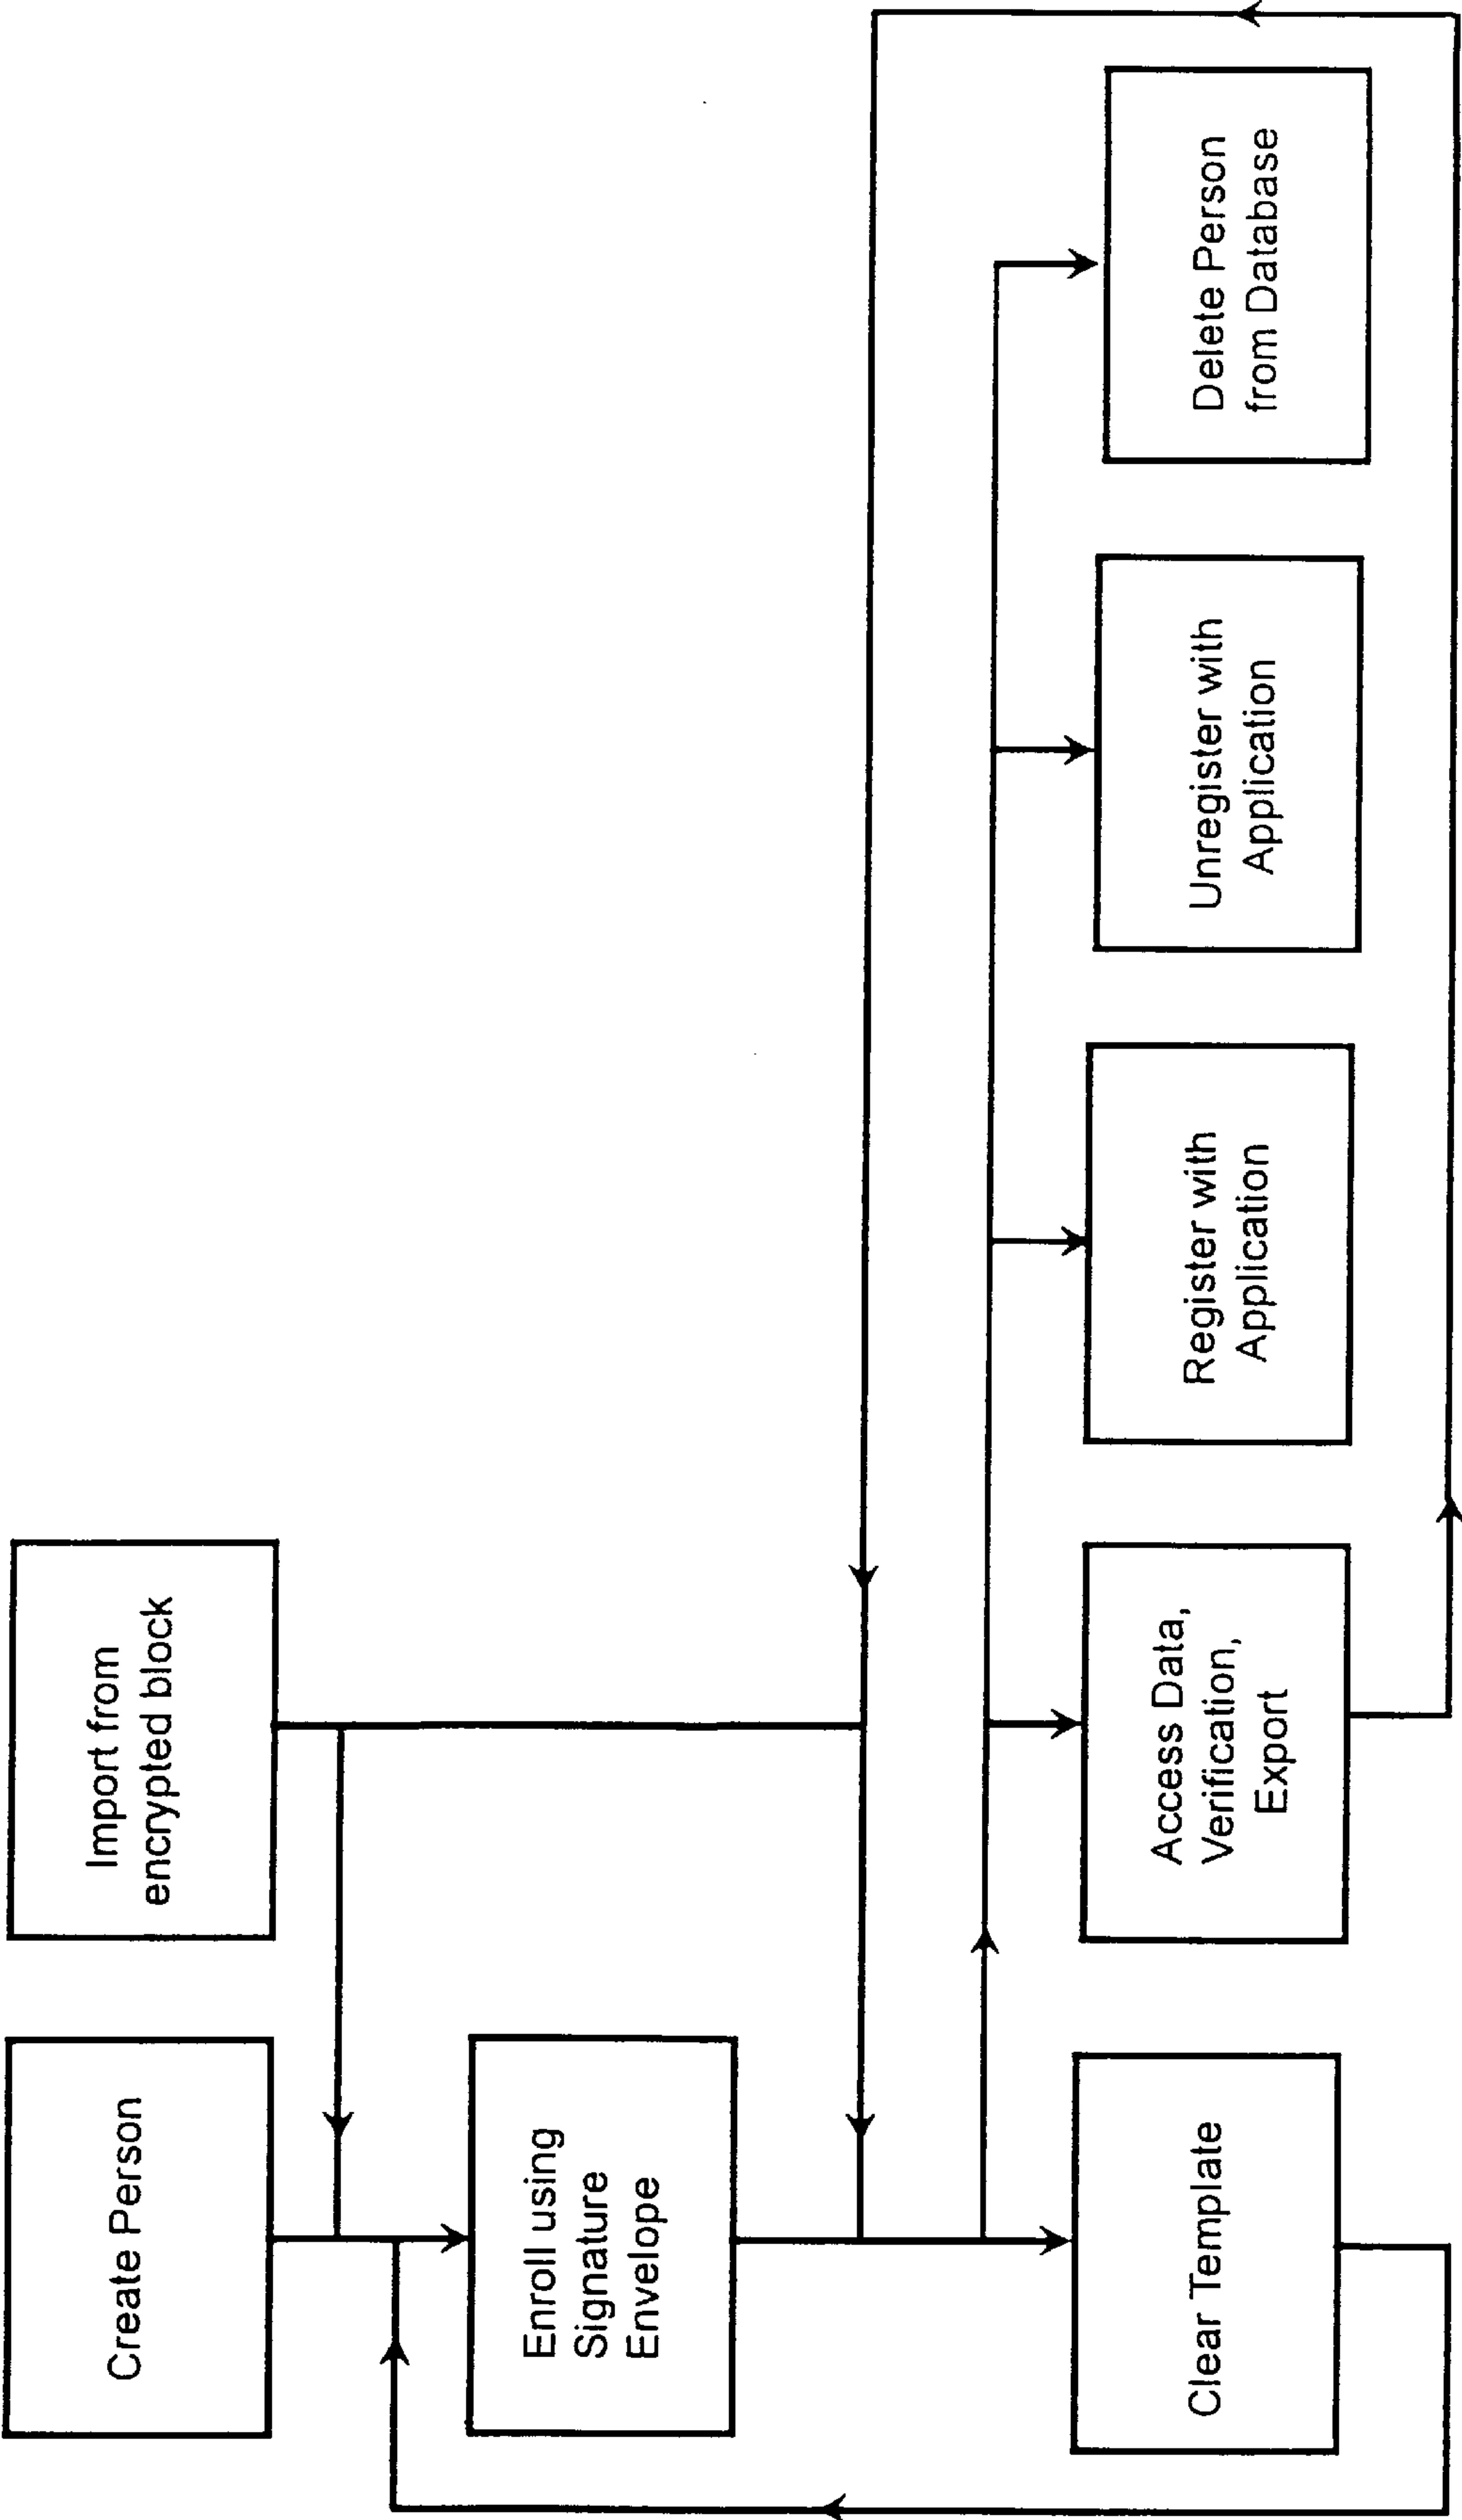 Create Person
Import from
encrypted block
Enroll using
Signature
Envelope
Clear Template
Access Data,
Verification,
Export
Register with
Application
Unregister with
Application
Delete Person
from Database